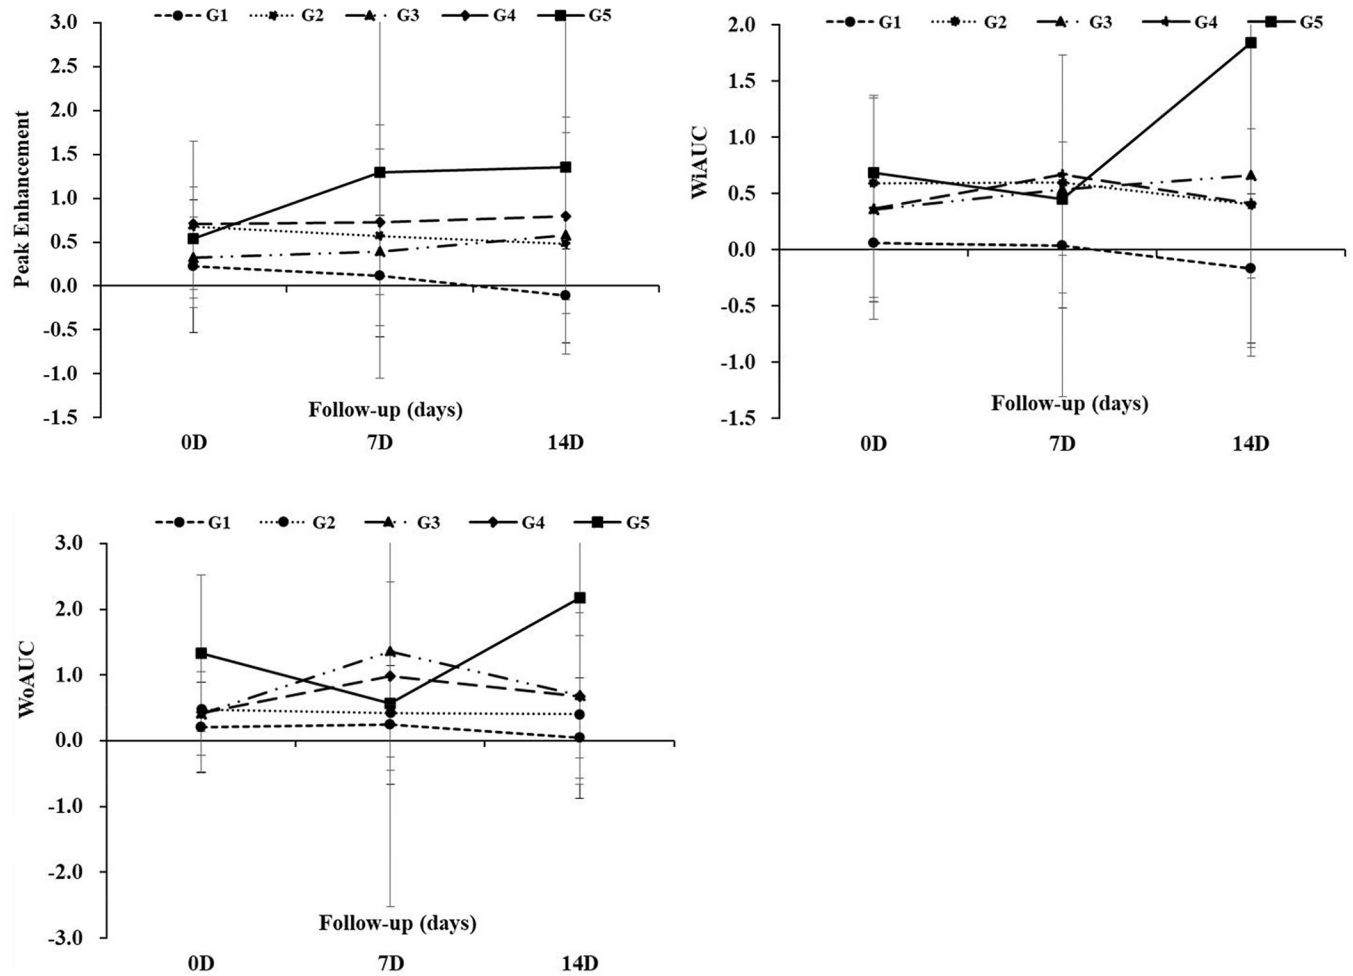 G1 G2 G3 G4 G5
3.0
2.5
2.0
1.5
1.0
0.5
0.0
-0.5
-1.0
-1.5
Peak Enhancement
Follow-up (days)
0D 7D 14D
G1 G2 G3 G4 G5
2.0
1.5
1.0
0.5
0.0
-0.5
-1.0
-1.5
WiAUC
Follow-up (days)
0D 7D 14D
G1 G2 G3 G4 G5
3.0
2.0
1.0
0.0
-1.0
-2.0
-3.0
WoAUC
Follow-up (days)
0D 7D 14D